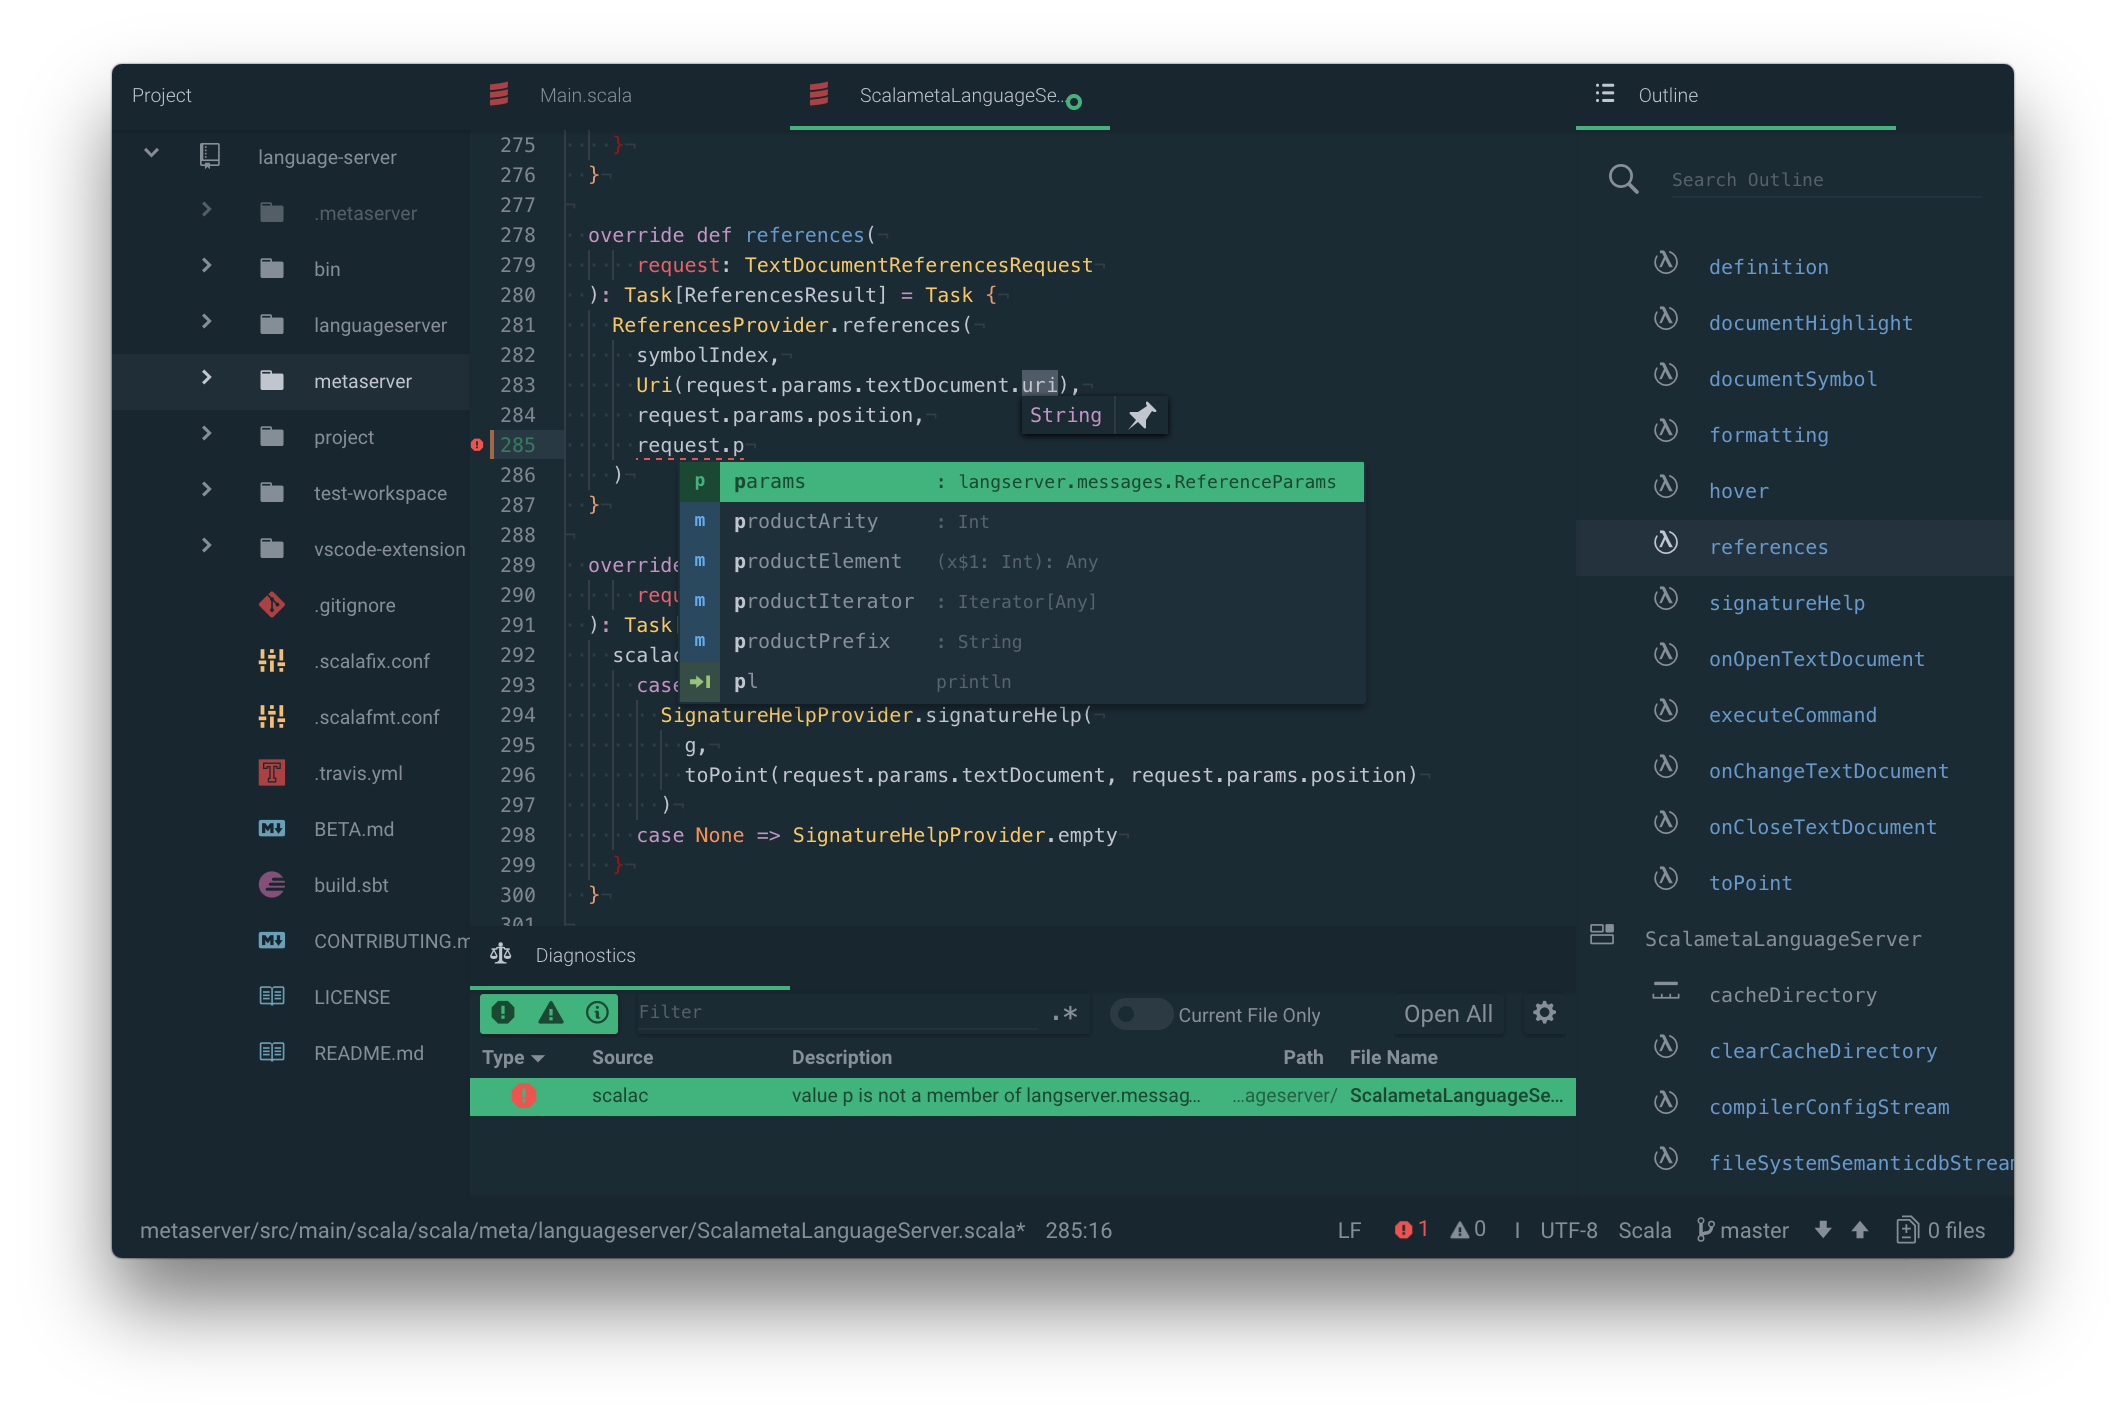 Project
language-server
.metaserver
bin
languageserver
metaserver
project
test-workspace
vscode-extension
.gitignore
.scalafix.conf
.scalafmt.conf
.travis.yml
BETA.md
build.sbt
CONTRIBUTING.m
LICENSE
README.md
Main.scala
ScalametaLanguageSe...
275 }
276 }
277
278 override def references(
279 request: TextDocumentReferencesRequest
280 ): Task[ReferencesResult] = Task {
281 ReferencesProvider.references(
282 symbolIndex,
283 Uri(request.params.textDocument.uri),
284 request.params.position,
String
285 request.p
286 )
287 }
288
289 override
290 requ
291 ): Task
292 scalac
293 case
p params : langserver.messages.ReferenceParams
m productArity : Int
m productElement (x$1: Int): Any
m productIterator : Iterator[Any]
m productPrefix : String
pl println
294 SignatureHelpProvider.signatureHelp(
295 g,
296 toPoint(request.params.textDocument, request.params.position)
297 )
298 case None => SignatureHelpProvider.empty
299 }
300 }
301
Diagnostics
Filter .* Current File Only Open All
Type Source Description Path File Name
scalac value p is not a member of langserver.messag... ...ageserver/ ScalametaLanguageSe...
Outline
Search Outline
definition
documentHighlight
documentSymbol
formatting
hover
references
signatureHelp
onOpenTextDocument
executeCommand
onChangeTextDocument
onCloseTextDocument
toPoint
ScalametaLanguageServer
cacheDirectory
clearCacheDirectory
compilerConfigStream
fileSystemSemanticdbStream
metaserver/src/main/scala/scala/meta/languageserver/ScalametaLanguageServer.scala* 285:16 LF 1 0 I UTF-8 Scala master 0 files